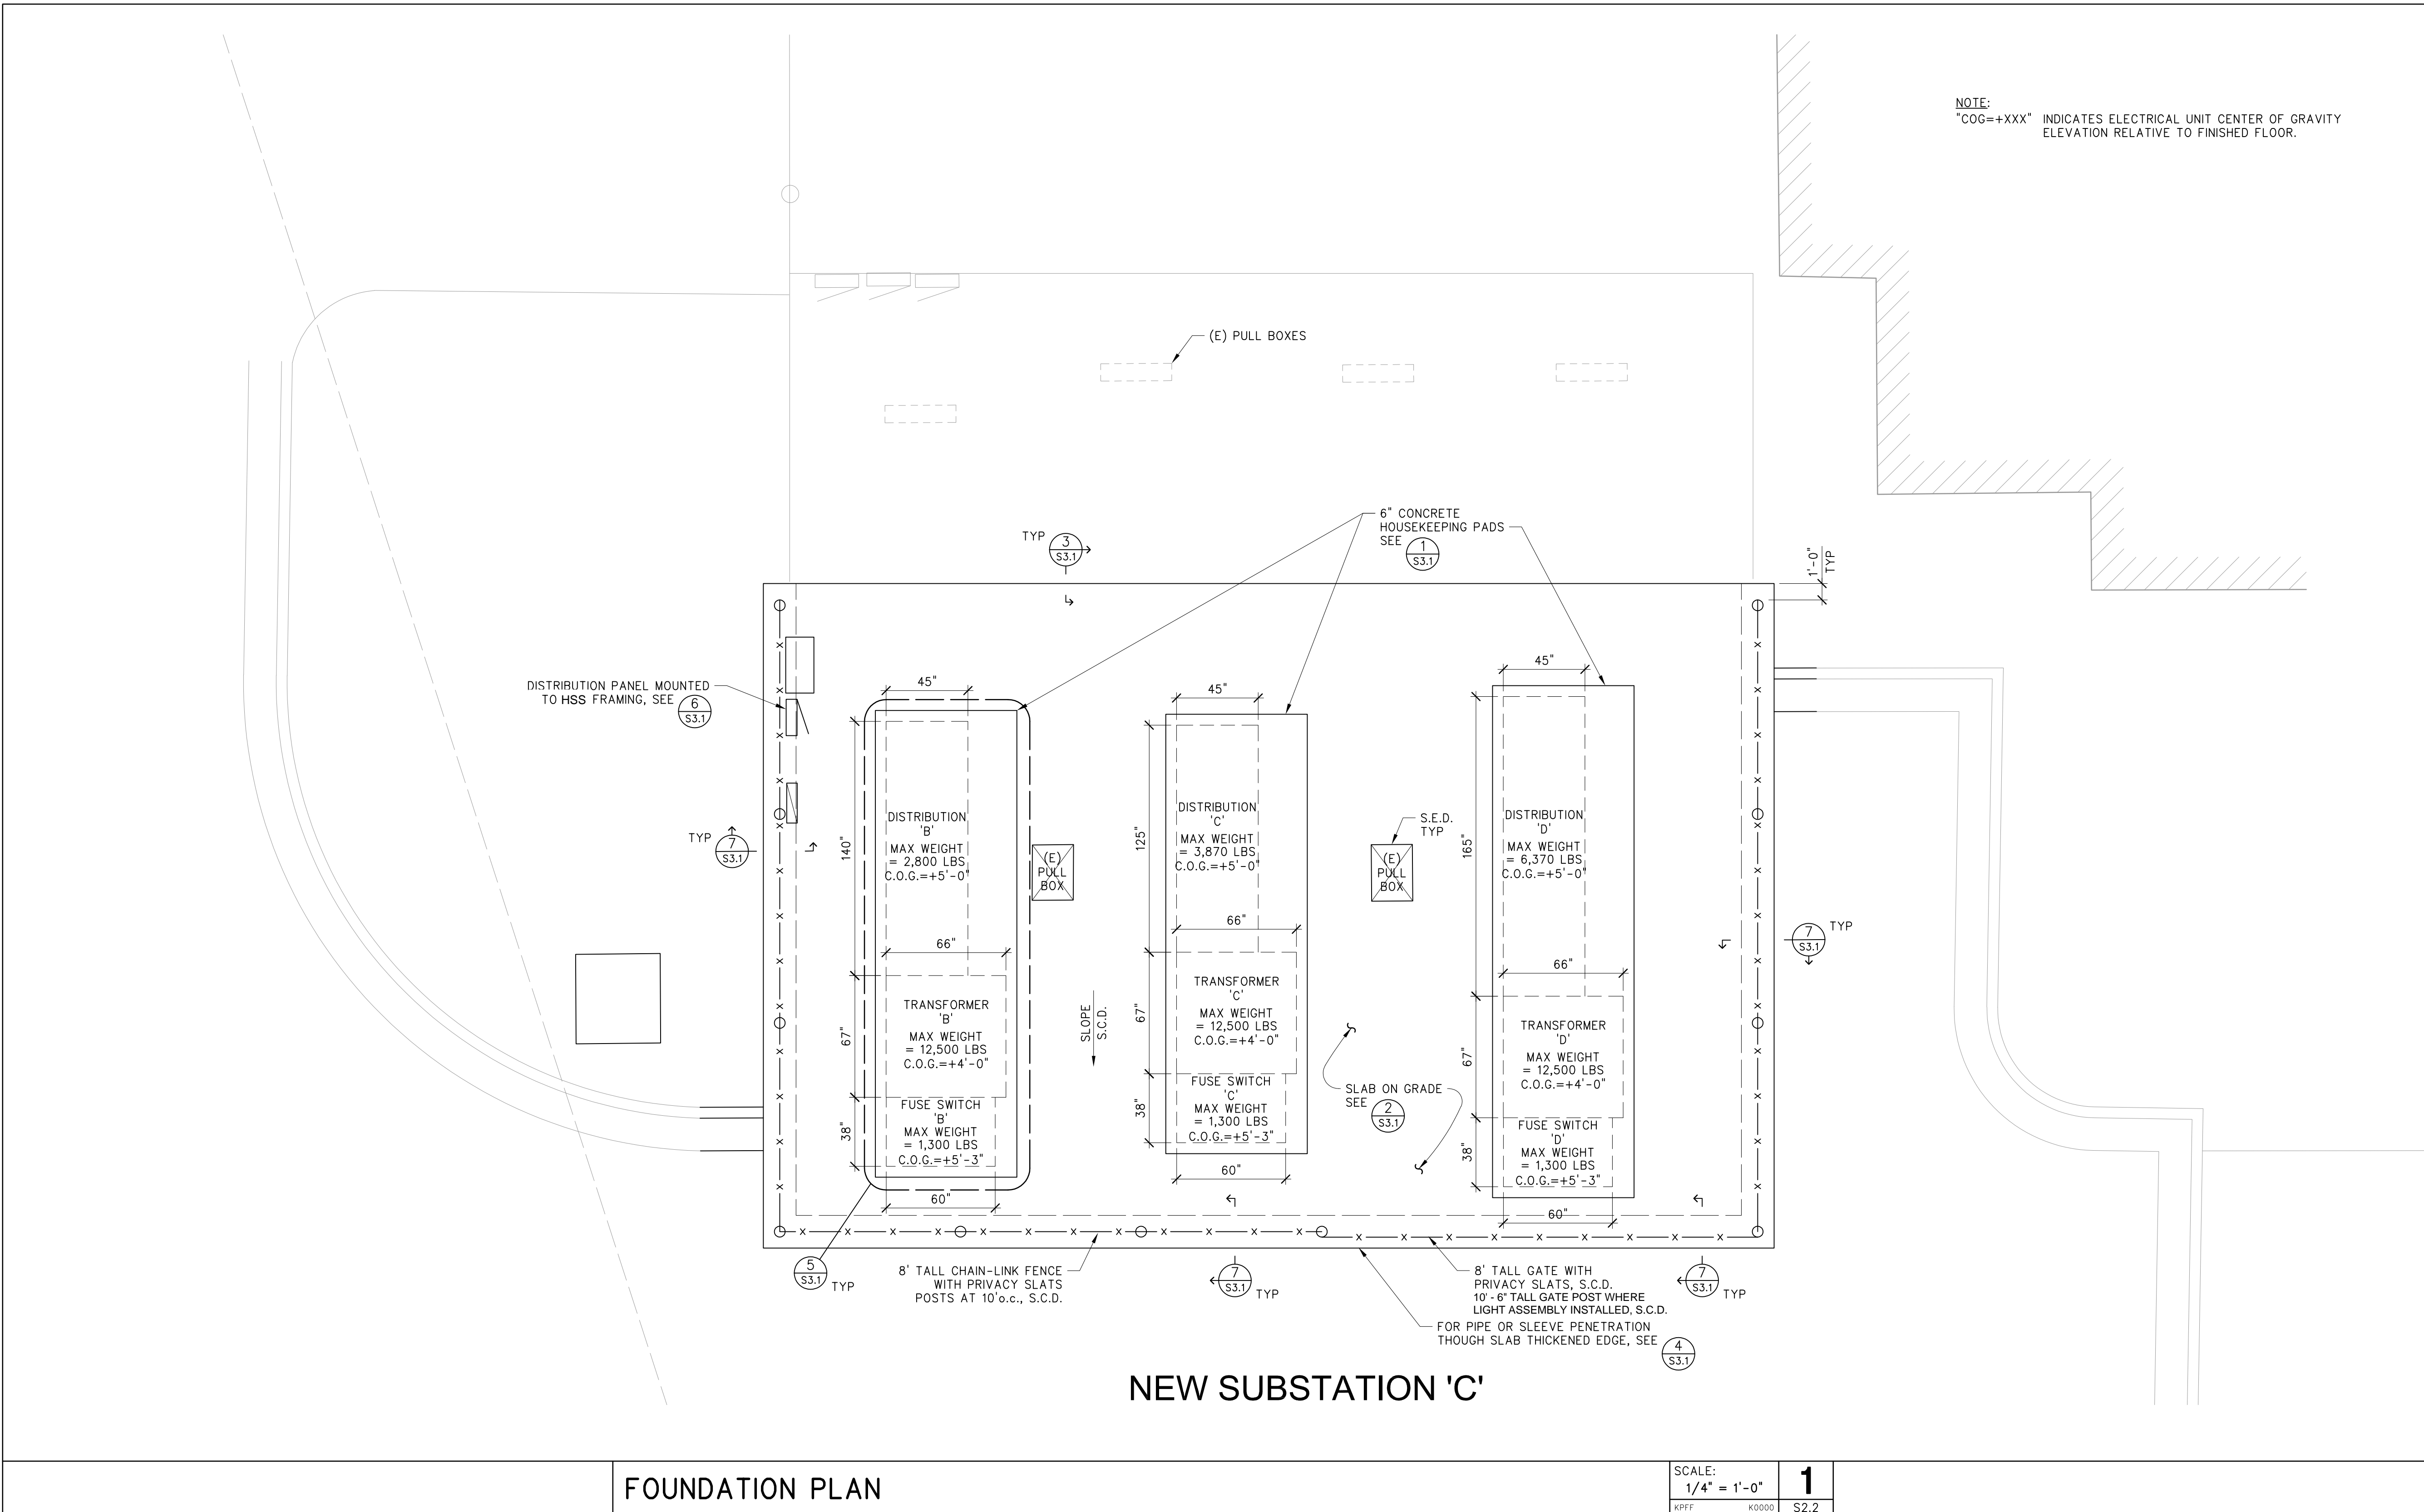 NOTE:
"COG=+XXX" INDICATES ELECTRICAL UNIT CENTER OF GRAVITY
ELEVATION RELATIVE TO FINISHED FLOOR.
(E) PULL BOXES
6" CONCRETE
HOUSEKEEPING PADS
SEE
1
S3.1
TYP
3
S3.1
1'-0"
TYP
DISTRIBUTION PANEL MOUNTED
TO HSS FRAMING, SEE
6
S3.1
45"
45"
45"
140"
DISTRIBUTION
'B'
MAX WEIGHT
= 2,800 LBS
C.O.G.=+5'-0"
(E)
PULL
BOX
125"
DISTRIBUTION
'C'
MAX WEIGHT
= 3,870 LBS
C.O.G.=+5'-0"
S.E.D.
TYP
(E)
PULL
BOX
165"
DISTRIBUTION
'D'
MAX WEIGHT
= 6,370 LBS
C.O.G.=+5'-0"
TYP
7
S3.1
7
S3.1
TYP
66"
66"
66"
67"
TRANSFORMER
'B'
MAX WEIGHT
= 12,500 LBS
C.O.G.=+4'-0"
SLOPE
S.C.D.
67"
TRANSFORMER
'C'
MAX WEIGHT
= 12,500 LBS
C.O.G.=+4'-0"
67"
TRANSFORMER
'D'
MAX WEIGHT
= 12,500 LBS
C.O.G.=+4'-0"
38"
FUSE SWITCH
'B'
MAX WEIGHT
= 1,300 LBS
C.O.G.=+5'-3"
38"
FUSE SWITCH
'C'
MAX WEIGHT
= 1,300 LBS
C.O.G.=+5'-3"
SLAB ON GRADE
SEE
2
S3.1
38"
FUSE SWITCH
'D'
MAX WEIGHT
= 1,300 LBS
C.O.G.=+5'-3"
60"
60"
60"
5
S3.1
TYP
8' TALL CHAIN-LINK FENCE
WITH PRIVACY SLATS
POSTS AT 10'o.c., S.C.D.
7
S3.1
TYP
8' TALL GATE WITH
PRIVACY SLATS, S.C.D.
10' - 6" TALL GATE POST WHERE
LIGHT ASSEMBLY INSTALLED, S.C.D.
7
S3.1
TYP
FOR PIPE OR SLEEVE PENETRATION
THOUGH SLAB THICKENED EDGE, SEE
4
S3.1
NEW SUBSTATION 'C'
FOUNDATION PLAN
SCALE:
1/4" = 1'-0"
1
KPFF K0000
S2.2